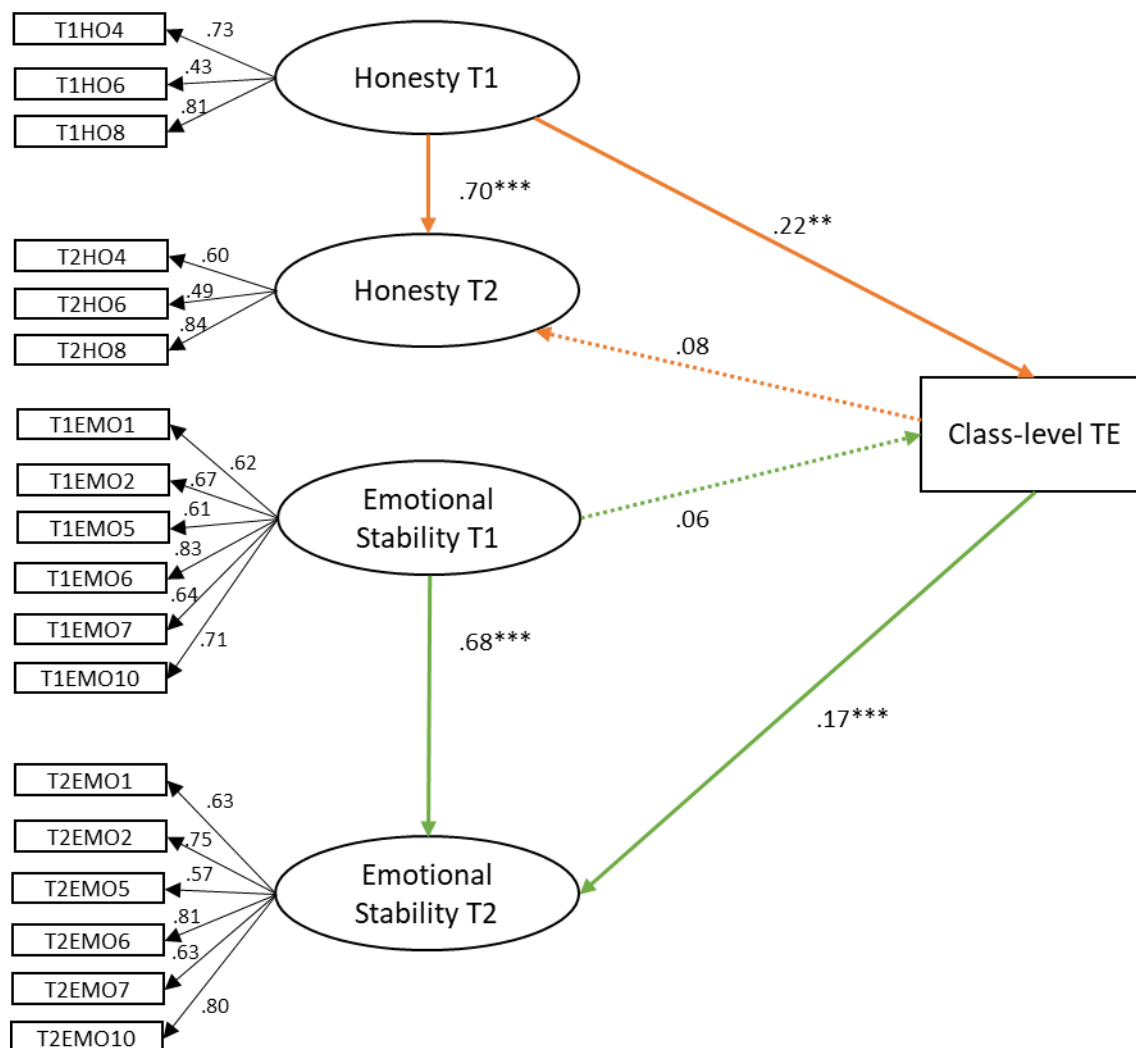 T1HO4
.73
Honesty T1
T1HO6
.43
T1HO8
.81
.70***
.22**
T2HO4
.60
Honesty T2
T2HO6
.49
T2HO8
.84
.08
Class-level TE
T1EMO1
.62
T1EMO2
.67
T1EMO5
.61
Emotional
Stability T1
.06
T1EMO6
.83
T1EMO7
.64
T1EMO10
.71
.68***
.17***
T2EMO1
.63
T2EMO2
.75
T2EMO5
.57
Emotional
Stability T2
T2EMO6
.81
T2EMO7
.63
T2EMO10
.80